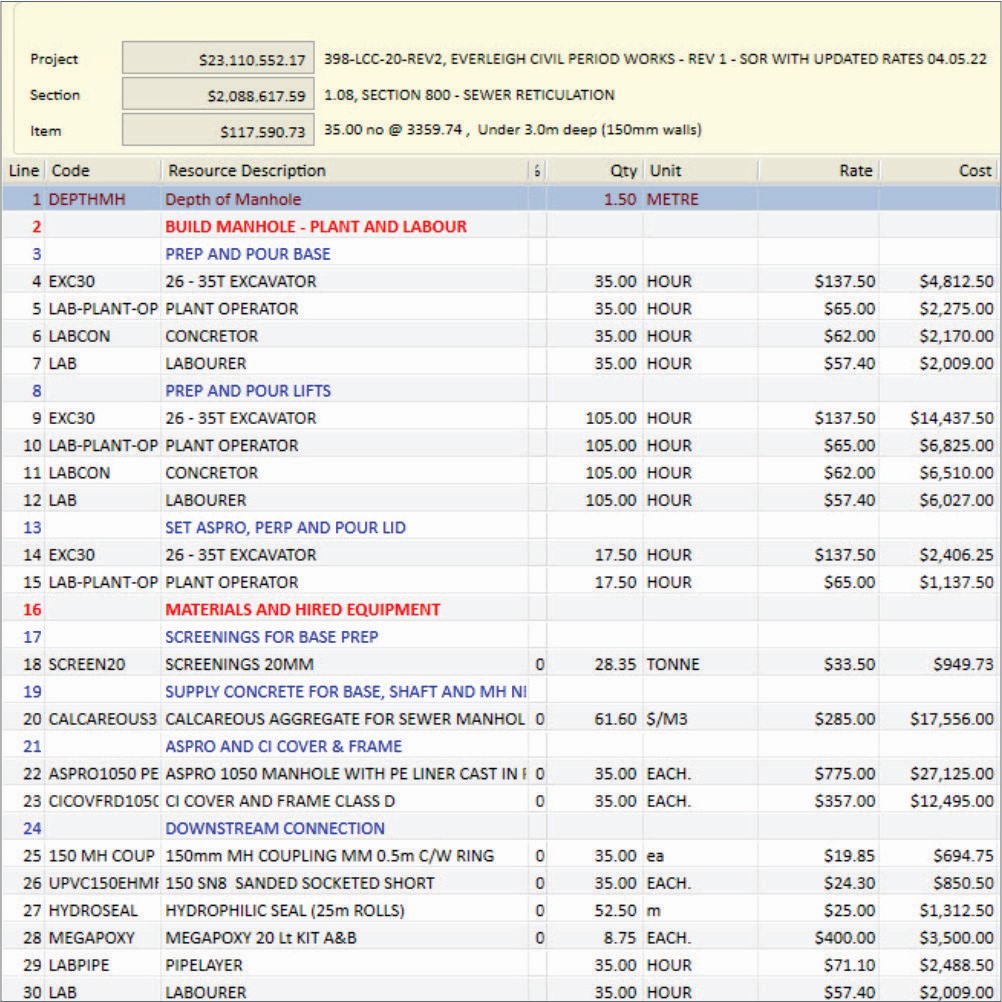 Project $23,110,552.17 398-LCC-20-REV2, EVERLEIGH CIVIL PERIOD WORKS - REV 1 - SOR WITH UPDATED RATES 04.05.22
Section $2,088,617.59 1.08, SECTION 800 - SEWER RETICULATION
Item $117,590.73 35.00 no @ 3359.74 , Under 3.0m deep (150mm walls)
Line Code Resource Description Qty Unit Rate Cost
1 DEPTHMH Depth of Manhole 1.50 METRE
2 BUILD MANHOLE - PLANT AND LABOUR
3 PREP AND POUR BASE
4 EXC30 26 - 35T EXCAVATOR 35.00 HOUR $137.50 $4,812.50
5 LAB-PLANT-OP PLANT OPERATOR 35.00 HOUR $65.00 $2,275.00
6 LABCON CONCRETOR 35.00 HOUR $62.00 $2,170.00
7 LAB LABOURER 35.00 HOUR $57.40 $2,009.00
8 PREP AND POUR LIFTS
9 EXC30 26 - 35T EXCAVATOR 105.00 HOUR $137.50 $14,437.50
10 LAB-PLANT-OP PLANT OPERATOR 105.00 HOUR $65.00 $6,825.00
11 LABCON CONCRETOR 105.00 HOUR $62.00 $6,510.00
12 LAB LABOURER 105.00 HOUR $57.40 $6,027.00
13 SET ASPRO, PERP AND POUR LID
14 EXC30 26 - 35T EXCAVATOR 17.50 HOUR $137.50 $2,406.25
15 LAB-PLANT-OP PLANT OPERATOR 17.50 HOUR $65.00 $1,137.50
16 MATERIALS AND HIRED EQUIPMENT
17 SCREENINGS FOR BASE PREP
18 SCREEN20 SCREENINGS 20MM 0 28.35 TONNE $33.50 $949.73
19 SUPPLY CONCRETE FOR BASE, SHAFT AND MH
20 CALCAREOUS3 CALCAREOUS AGGREGATE FOR SEWER MANHOL 0 61.60 $/M3 $285.00 $17,556.00
21 ASPRO AND CI COVER & FRAME
22 ASPRO1050 PE ASPRO 1050 MANHOLE WITH PE LINER CAST IN 0 35.00 EACH. $775.00 $27,125.00
23 CICOVFRD1050 CI COVER AND FRAME CLASS D 0 35.00 EACH. $357.00 $12,495.00
24 DOWNSTREAM CONNECTION
25 150 MH COUP 150mm MH COUPLING MM 0.5m C/W RING 0 35.00 ea $19.85 $694.75
26 UPVC150EHMF 150 SN8 SANDED SOCKETED SHORT 0 35.00 EACH. $24.30 $850.50
27 HYDROSEAL HYDROPHILIC SEAL (25m ROLLS) 0 52.50 m $25.00 $1,312.50
28 MEGAPOXY MEGAPOXY 20 Lt KIT A&B 0 8.75 EACH. $400.00 $3,500.00
29 LABPIPE PIPELAYER 35.00 HOUR $71.10 $2,488.50
30 LAB LABOURER 35.00 HOUR $57.40 $2,009.00